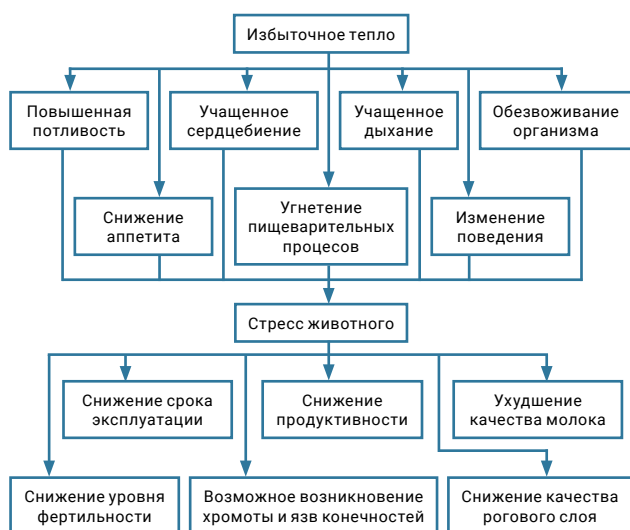 Избыточное тепло
Повышенная
потливость
Учащенное
сердцебиение
Учащенное
дыхание
Обезвоживание
организма
Снижение
аппетита
Угнетение
пищеварительных
процесов
Изменение
поведения
Стресс животного
Снижение срока
эксплуатации
Снижение
продуктивности
Ухудшение
качества молока
Снижение уровня
фертильности
Возможное возникновение
хромоты и язв конечностей
Снижение качества
рогового слоя